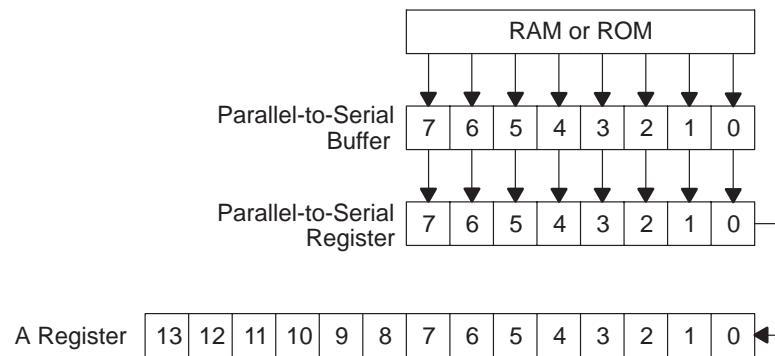 RAM or ROM
Parallel-to-Serial
Buffer
7 6 5 4 3 2 1 0
Parallel-to-Serial
Register
7 6 5 4 3 2 1 0
A Register 13 12 11 10 9 8 7 6 5 4 3 2 1 0